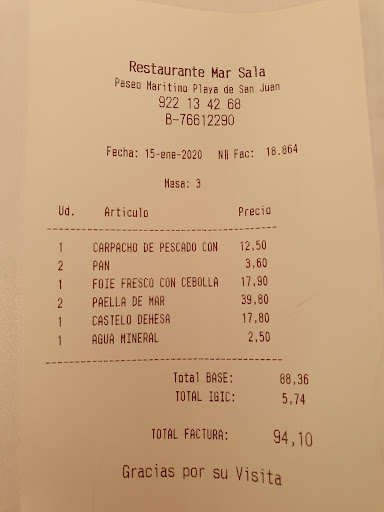 Restaurante Mar Sala
Paseo Maritino Playa de San Juan
922 13 42 68
B-76612290
Fecha: 15-ene-2020 Nº Fac: 18.864
Mesa: 3
Ud. Articulo Precio
1 CARPACHO DE PESCADO CON 12,50
2 PAN 3,60
1 FOIE FRESCO CON CEBOLLA 17,90
2 PAELLA DE MAR 39,80
1 CASTELO DEHESA 17,80
1 AGUA MINERAL 2,50
Total BASE: 88,36
TOTAL IGIC: 5,74
TOTAL FACTURA: 94,10
Gracias por su Visita